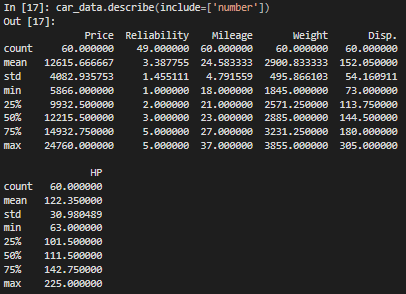 In [17]: car_data.describe(include=['number'])
Out [17]:
Price Reliability Mileage Weight Disp.
count 60.000000 49.000000 60.000000 60.000000 60.000000
mean 12615.666667 3.387755 24.583333 2900.833333 152.050000
std 4082.935753 1.455111 4.791559 495.866103 54.160911
min 5866.000000 1.000000 18.000000 1845.000000 73.000000
25% 9932.500000 2.000000 21.000000 2571.250000 113.750000
50% 12215.500000 3.000000 23.000000 2885.000000 144.500000
75% 14932.750000 5.000000 27.000000 3231.250000 180.000000
max 24760.000000 5.000000 37.000000 3855.000000 305.000000
HP
count 60.000000
mean 122.350000
std 30.980489
min 63.000000
25% 101.500000
50% 111.500000
75% 142.750000
max 225.000000